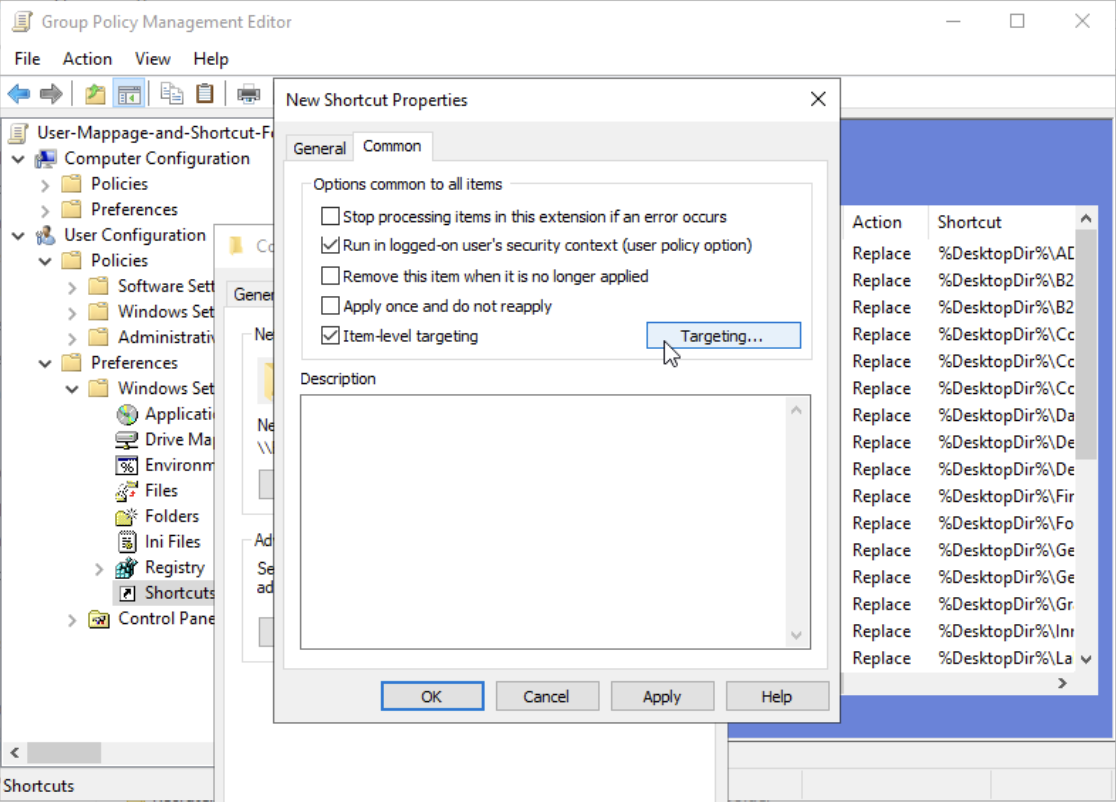 Group Policy Management Editor
File Action View Help
User-Mappage-and-Shortcut-F
Computer Configuration
Policies
Preferences
User Configuration
Policies
Software Sett
Windows Set
Administrativ
Preferences
Windows Set
Applicati
Drive Ma
Environm
Files
Folders
Ini Files
Registry
Shortcuts
Control Pane
Shortcuts
Gener
Ne
Ne
\\
Ad
Se
ad
New Shortcut Properties
General Common
Options common to all items
Stop processing items in this extension if an error occurs
Run in logged-on user's security context (user policy option)
Remove this item when it is no longer applied
Apply once and do not reapply
Item-level targeting Targeting...
Description
OK Cancel Apply Help
Action Shortcut
Replace %DesktopDir%\AD
Replace %DesktopDir%\B2
Replace %DesktopDir%\B2
Replace %DesktopDir%\Cc
Replace %DesktopDir%\Cc
Replace %DesktopDir%\Cc
Replace %DesktopDir%\Da
Replace %DesktopDir%\De
Replace %DesktopDir%\De
Replace %DesktopDir%\Fir
Replace %DesktopDir%\Fo
Replace %DesktopDir%\Ge
Replace %DesktopDir%\Ge
Replace %DesktopDir%\Gr
Replace %DesktopDir%\Inr
Replace %DesktopDir%\La